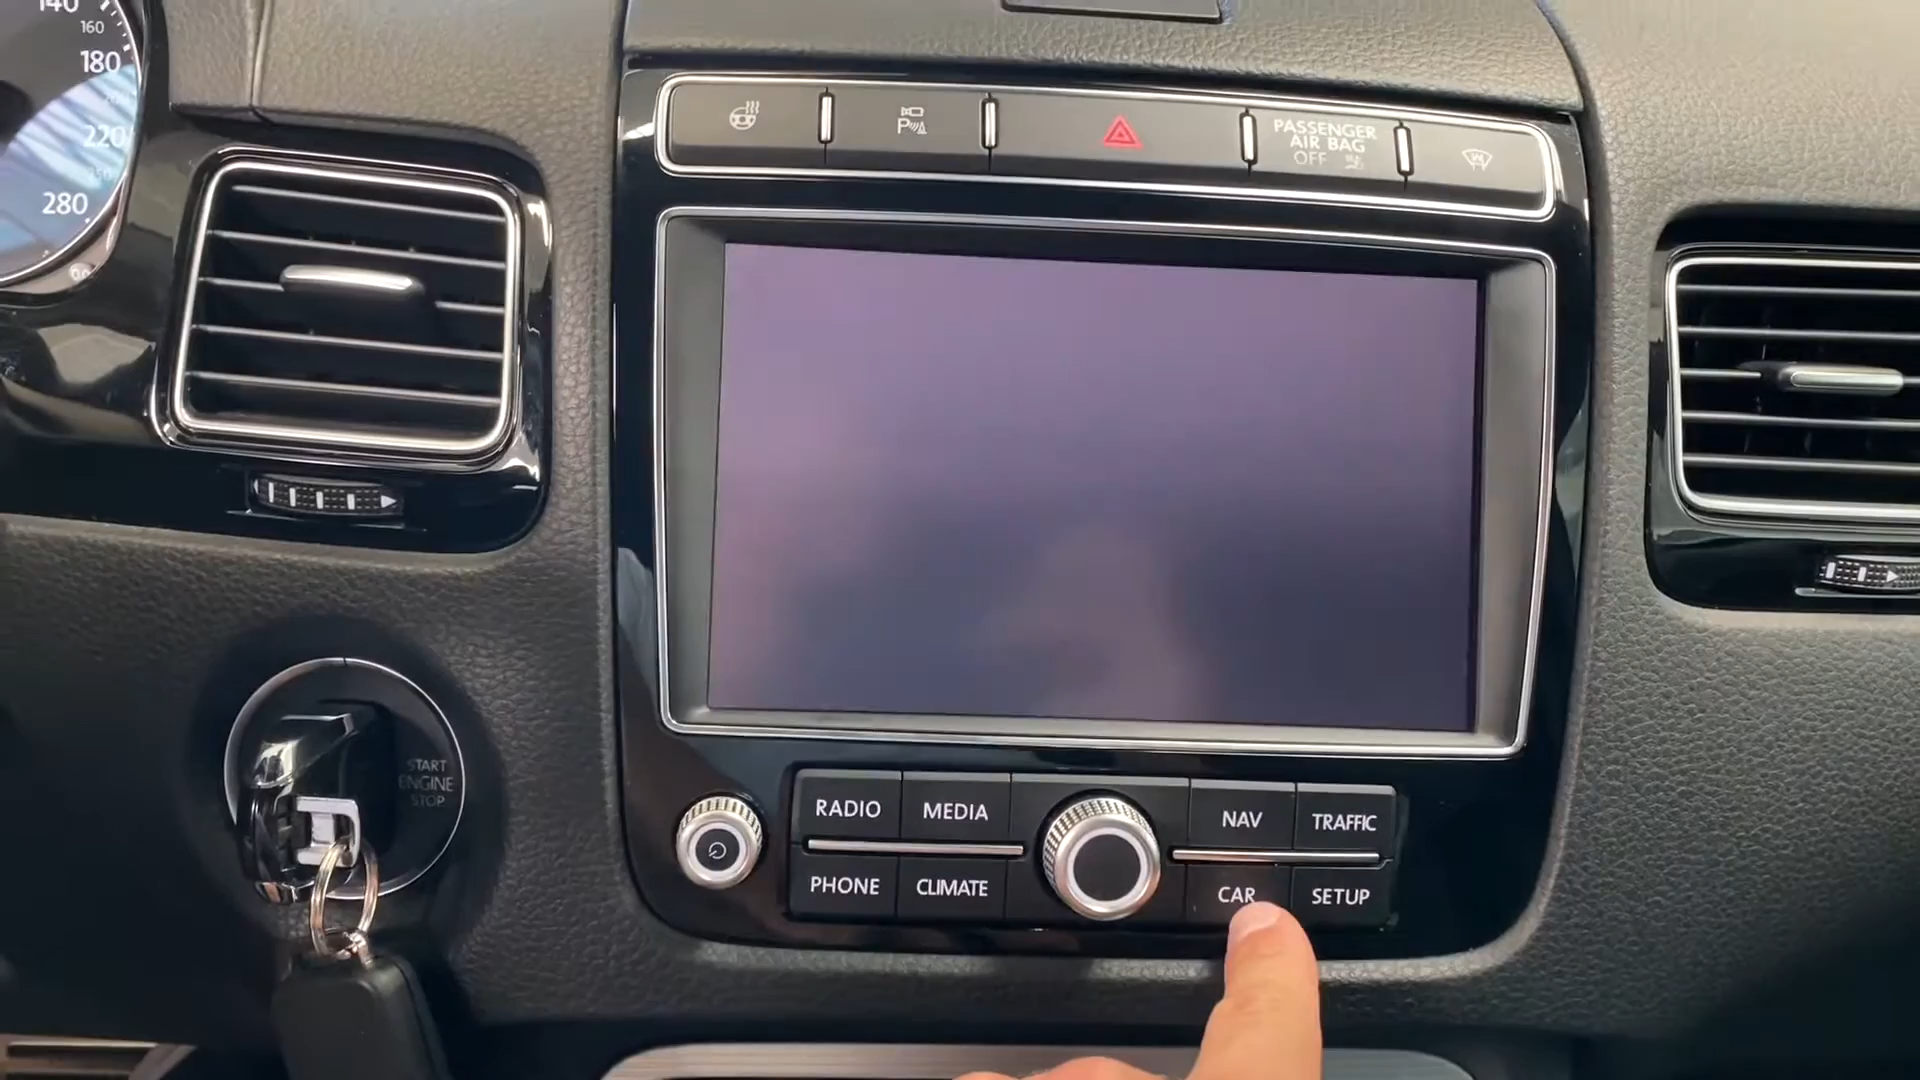 140
160
180
220
280
PASSENGER
AIR BAG
OFF
P
START
ENGINE
STOP
RADIO
MEDIA
NAV
TRAFFIC
PHONE
CLIMATE
CAR
SETUP